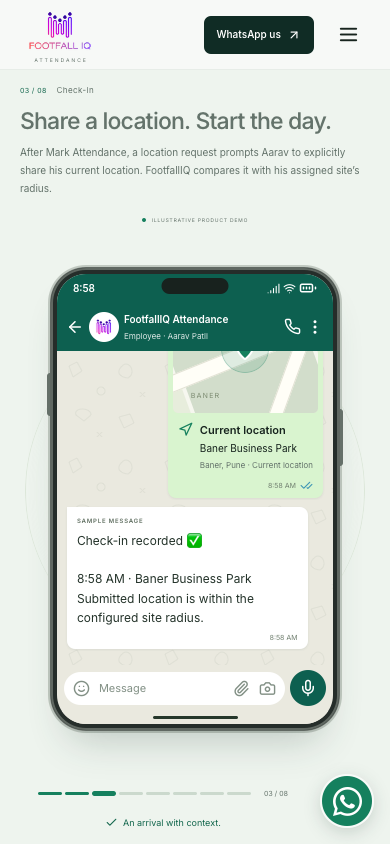 FOOTFALL IQ
ATTENDANCE
WhatsApp us
03 / 08 Check-in
Share a location. Start the day.
After Mark Attendance, a location request prompts Aarav to explicitly
share his current location. FootfallIQ compares it with his assigned site's
radius.
ILLUSTRATIVE PRODUCT DEMO
8:58
FootfallIQ Attendance
Employee · Aarav Patil
BANER
Current location
Baner Business Park
Baner, Pune · Current location
8:58 AM
SAMPLE MESSAGE
Check-in recorded ✅
8:58 AM · Baner Business Park
Submitted location is within the
configured site radius.
8:58 AM
Message
03 / 08
An arrival with context.